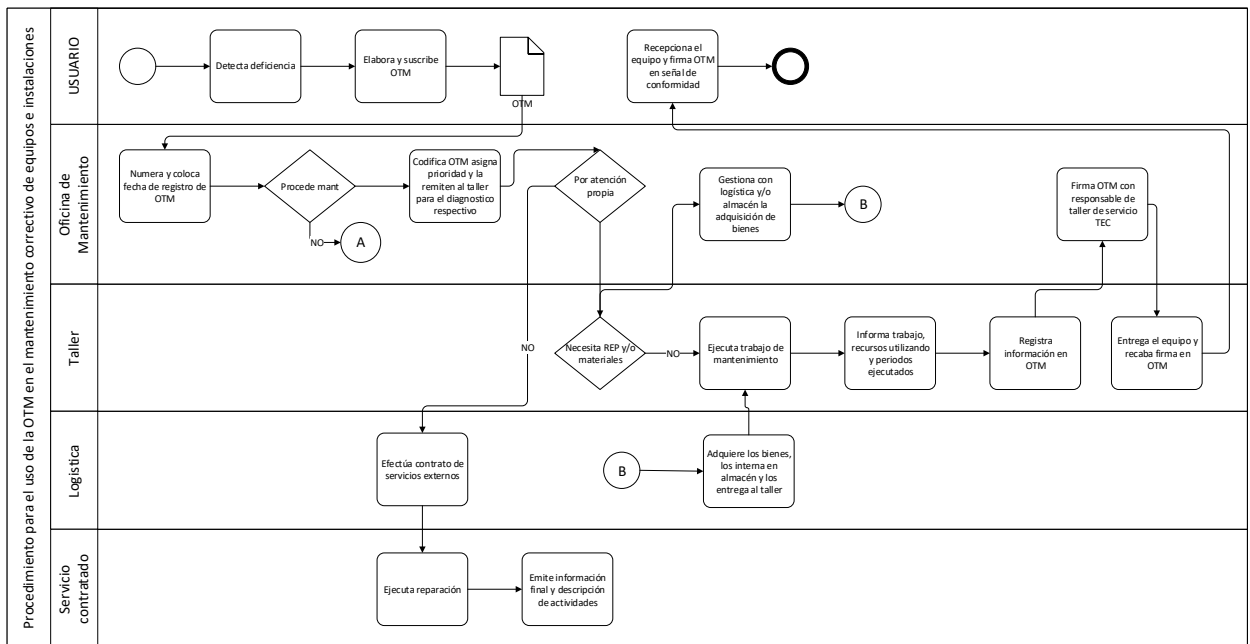 Procedimiento para el uso de la OTM en el mantenimiento correctivo de equipos e instalaciones
USUARIO
Detecta deficiencia
Elabora y suscribe
OTM
OTM
Recepciona el
equipo y firma OTM
en señal de
conformidad
Oficina de
Mantenimiento
Numera y coloca
fecha de registro de
OTM
Procede mant
NO
A
Codifica OTM asigna
prioridad y la
remiten al taller
para el diagnostico
respectivo
Por atención
propia
Gestiona con
logística y/o
almacén la
adquisición de
bienes
B
Firma OTM con
responsable de
taller de servicio
TEC
Taller
NO
Necesita REP y/o
materiales
NO
Ejecuta trabajo de
mantenimiento
Informa trabajo,
recursos utilizando
y periodos
ejecutados
Registra
información en
OTM
Entrega el equipo y
recaba firma en
OTM
Logistica
Efectúa contrato de
servicios externos
B
Adquiere los bienes,
los interna en
almacén y los
entrega al taller
Servicio
contratado
Ejecuta reparación
Emite información
final y descripción
de actividades